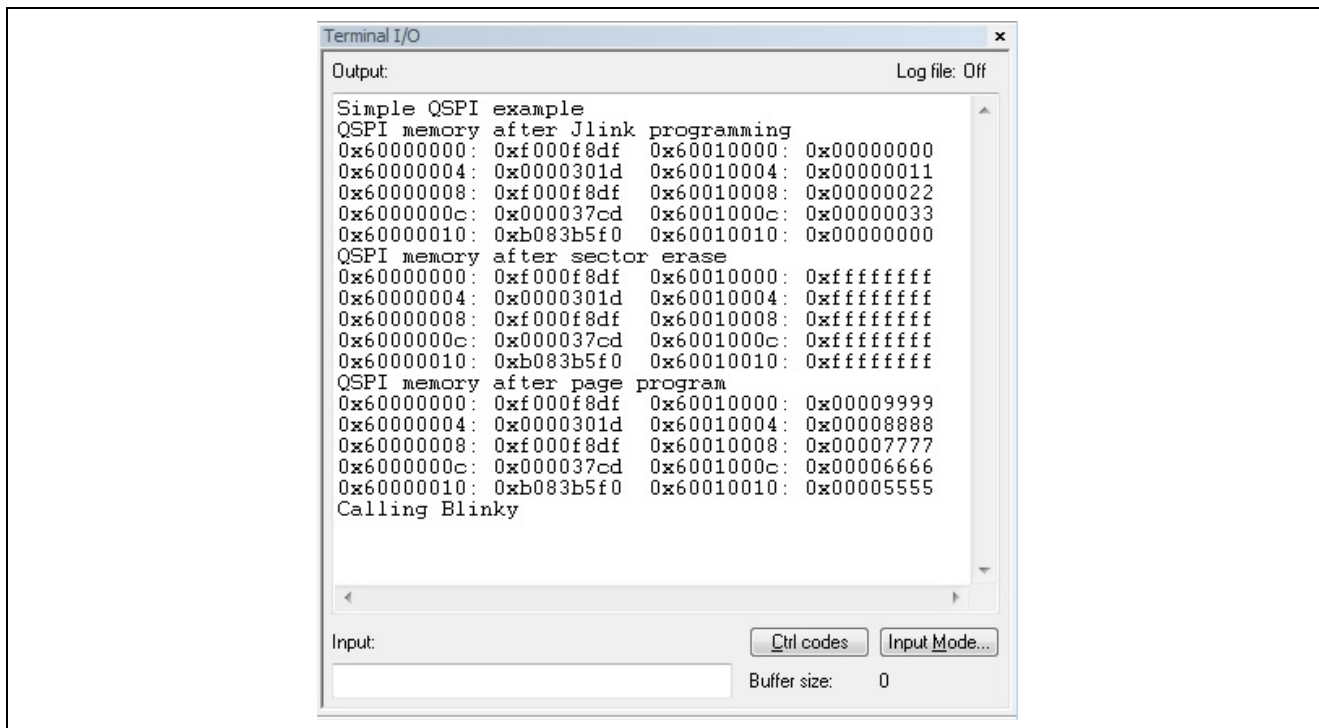 Terminal I/O
Output: Log file: Off
Simple QSPI example
QSPI memory after Jlink programming
0x60000000: 0xf000f8df 0x60010000: 0x00000000
0x60000004: 0x0000301d 0x60010004: 0x00000011
0x60000008: 0xf000f8df 0x60010008: 0x00000022
0x6000000c: 0x000037cd 0x6001000c: 0x00000033
0x60000010: 0xb083b5f0 0x60010010: 0x00000000
QSPI memory after sector erase
0x60000000: 0xf000f8df 0x60010000: 0xffffffff
0x60000004: 0x0000301d 0x60010004: 0xffffffff
0x60000008: 0xf000f8df 0x60010008: 0xffffffff
0x6000000c: 0x000037cd 0x6001000c: 0xffffffff
0x60000010: 0xb083b5f0 0x60010010: 0xffffffff
QSPI memory after page program
0x60000000: 0xf000f8df 0x60010000: 0x00009999
0x60000004: 0x0000301d 0x60010004: 0x00008888
0x60000008: 0xf000f8df 0x60010008: 0x00007777
0x6000000c: 0x000037cd 0x6001000c: 0x00006666
0x60000010: 0xb083b5f0 0x60010010: 0x00005555
Calling Blinky
Input: Ctrl codes Input Mode...
Buffer size: 0